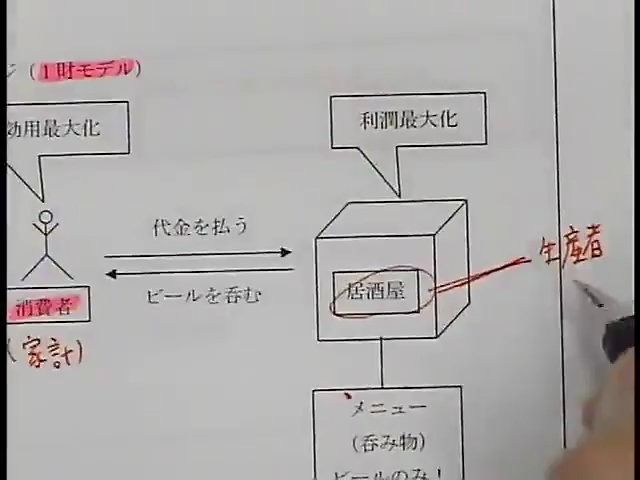 (1財モデル)
効用最大化
利潤最大化
代金を払う
ビールを呑む
居酒屋
生産者
消費者
(家計)
メニュー
(呑み物)
ビールのみ!